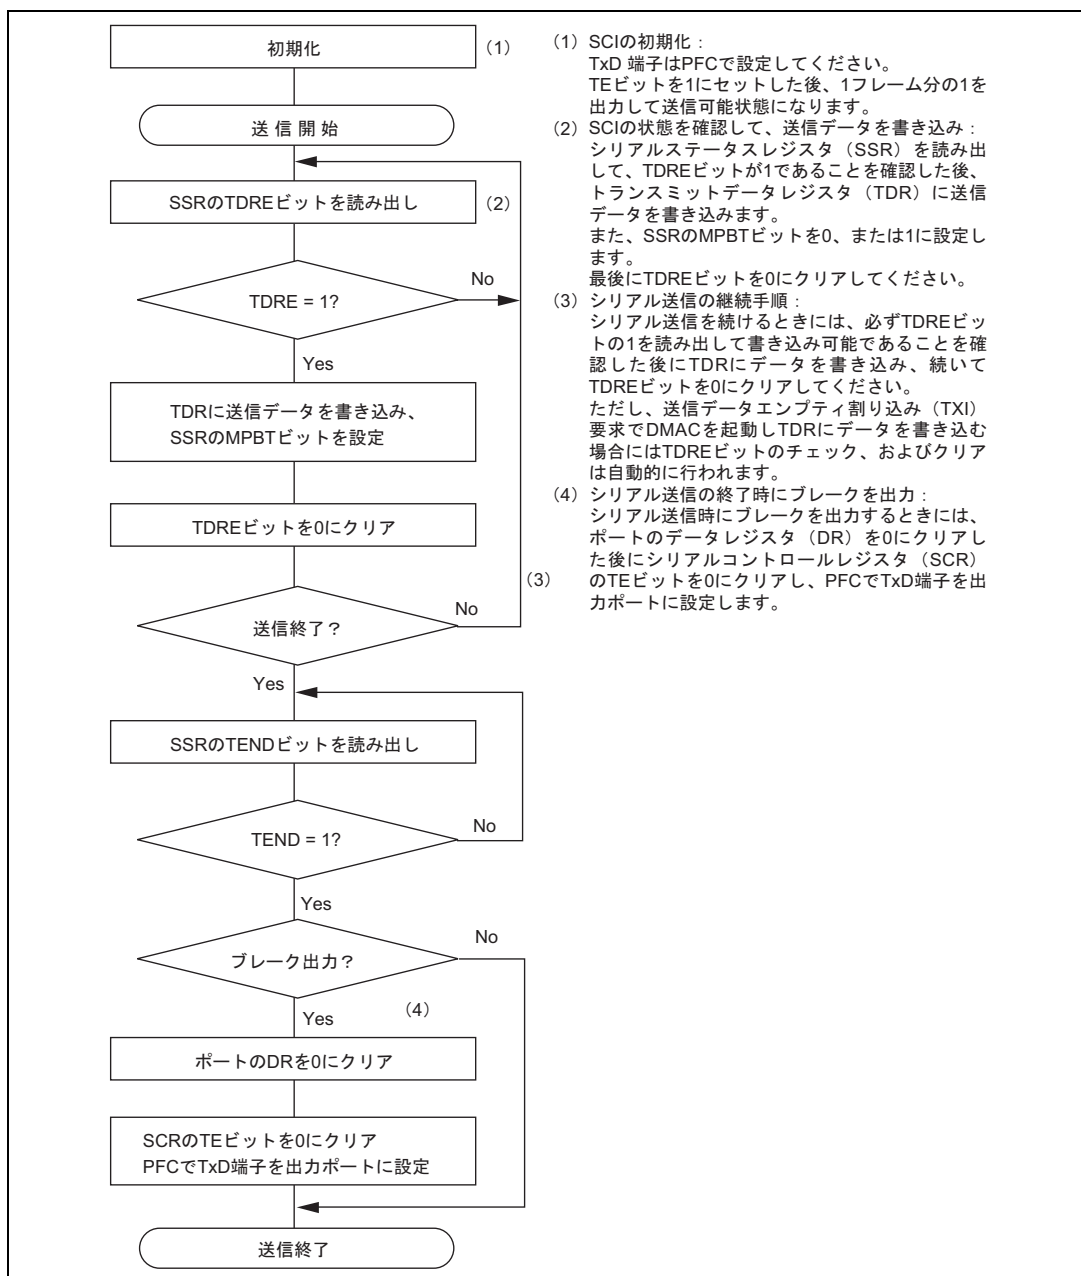 初期化
(1)
送 信 開 始
SSRのTDREビットを読み出し
(2)
TDRE = 1?
No
Yes
TDRに送信データを書き込み、
SSRのMPBTビットを設定
TDREビットを0にクリア
(3)
送信終了？
No
Yes
SSRのTENDビットを読み出し
TEND = 1?
No
Yes
ブレーク出力？
No
Yes
(4)
ポートのDRを0にクリア
SCRのTEビットを0にクリア
PFCでTxD端子を出力ポートに設定
送信終了
(1) SCIの初期化：
TxD 端子はPFCで設定してください。
TEビットを1にセットした後、1フレーム分の1を
出力して送信可能状態になります。
(2) SCIの状態を確認して、送信データを書き込み：
シリアルステータスレジスタ（SSR）を読み出
して、TDREビットが1であることを確認した後、
トランスミットデータレジスタ（TDR）に送信
データを書き込みます。
また、SSRのMPBTビットを0、または1に設定し
ます。
最後にTDREビットを0にクリアしてください。
(3) シリアル送信の継続手順：
シリアル送信を続けるときには、必ずTDREビッ
トの1を読み出して書き込み可能であることを確
認した後にTDRにデータを書き込み、続いて
TDREビットを0にクリアしてください。
ただし、送信データエンプティ割り込み（TXI）
要求でDMACを起動しTDRにデータを書き込む
場合にはTDREビットのチェック、およびクリア
は自動的に行われます。
(4) シリアル送信の終了時にブレークを出力：
シリアル送信時にブレークを出力するときには、
ポートのデータレジスタ（DR）を0にクリアし
た後にシリアルコントロールレジスタ（SCR）
のTEビットを0にクリアし、PFCでTxD端子を出
力ポートに設定します。